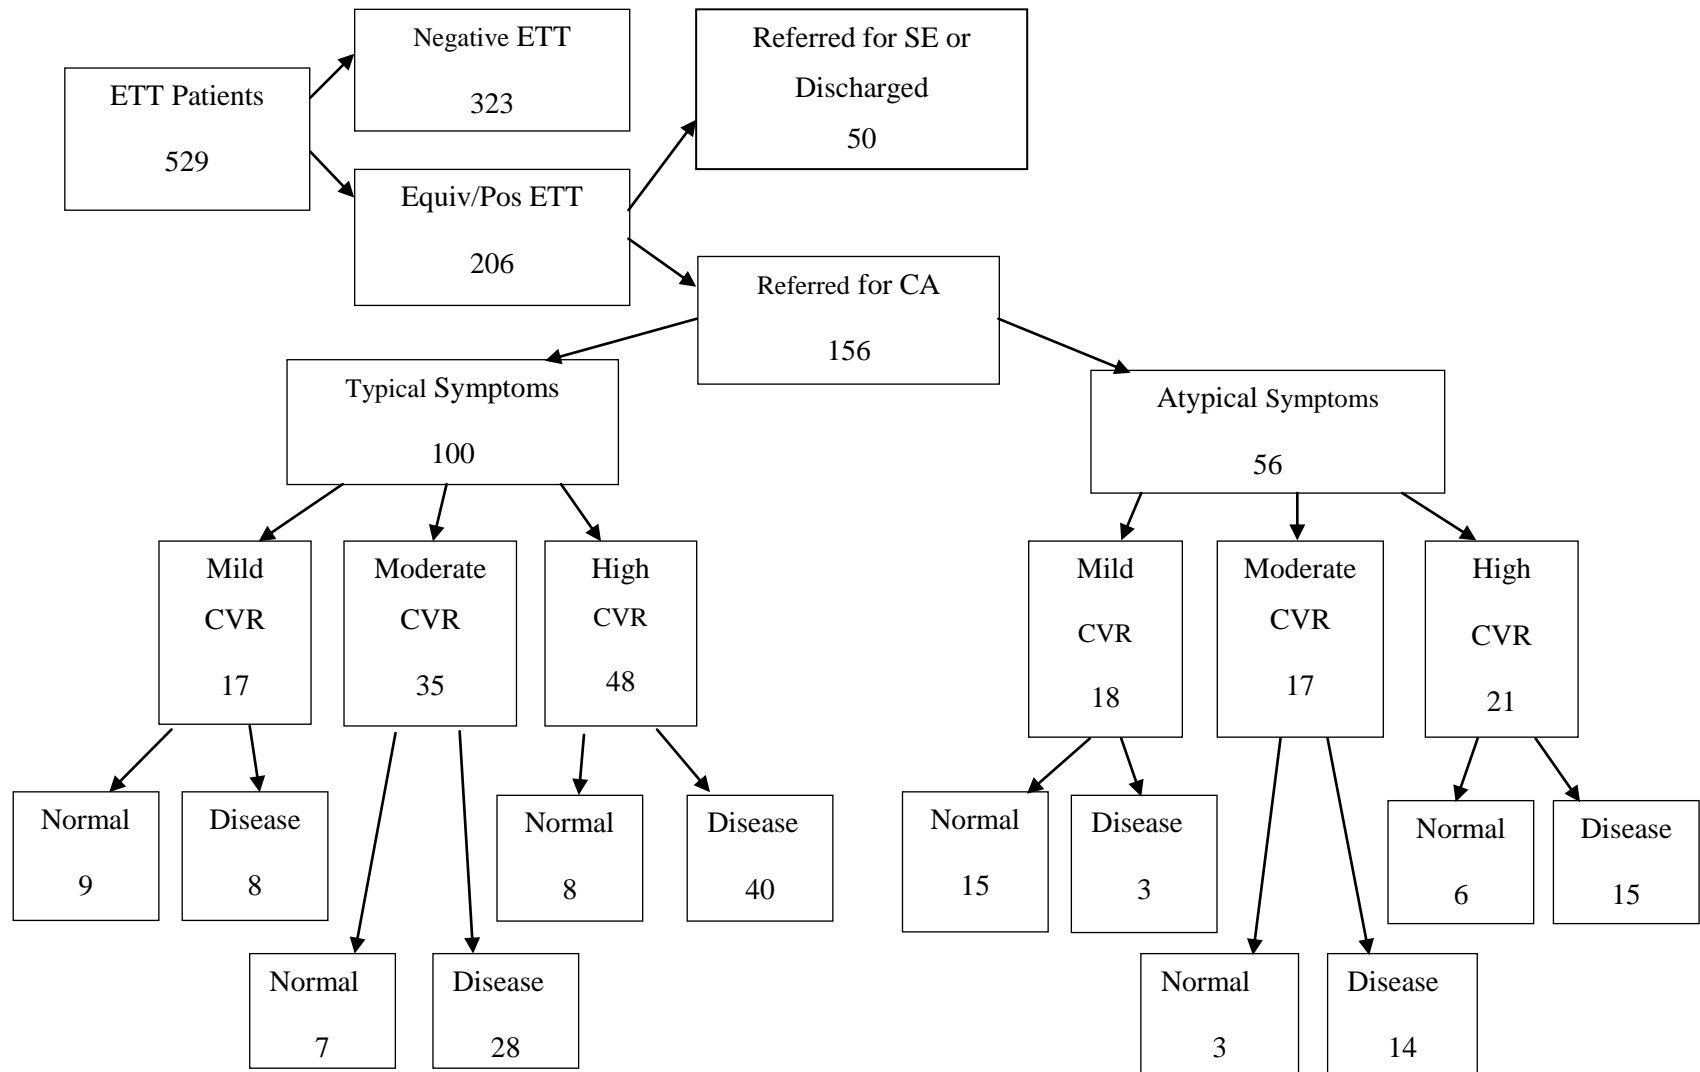 ETT Patients
529
Negative ETT
323
Referred for SE or
Discharged
50
Equiv/Pos ETT
206
Referred for CA
156
Typical Symptoms
100
Atypical Symptoms
56
Mild
CVR
17
Moderate
CVR
35
High
CVR
48
Mild
CVR
18
Moderate
CVR
17
High
CVR
21
Normal
9
Disease
8
Normal
8
Disease
40
Normal
15
Disease
3
Normal
6
Disease
15
Normal
7
Disease
28
Normal
3
Disease
14